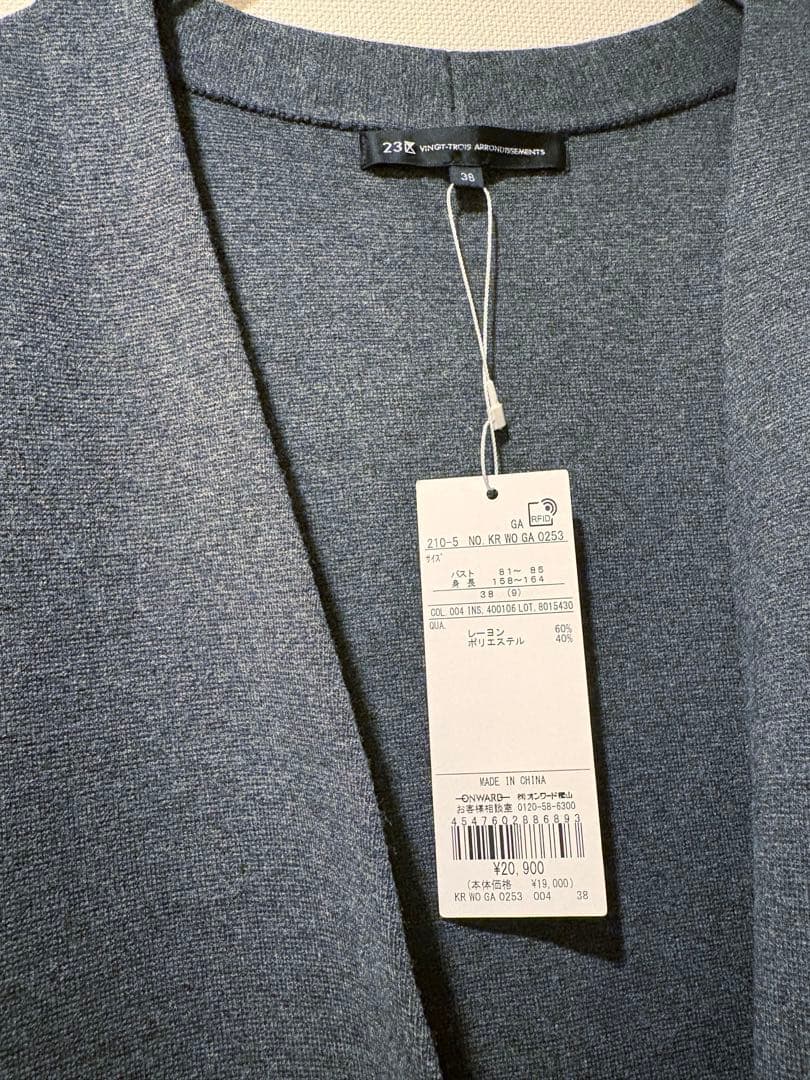 23区 VINGT-TROIS ARRONDISSEMENTS
38
GA RFID
210-5 NO. KR WO GA 0253
サイズ
バスト 81～ 85
身 長 158～164
38 (9)
COL. 004 INS. 400106 LOT. 8015430
QUA.
レーヨン 60%
ポリエステル 40%
MADE IN CHINA
ONWARD ㈱オンワード樫山
お客様相談室 0120-58-6300
4547602886893
¥20,900
(本体価格 ¥19,000)
KR WO GA 0253 004 38